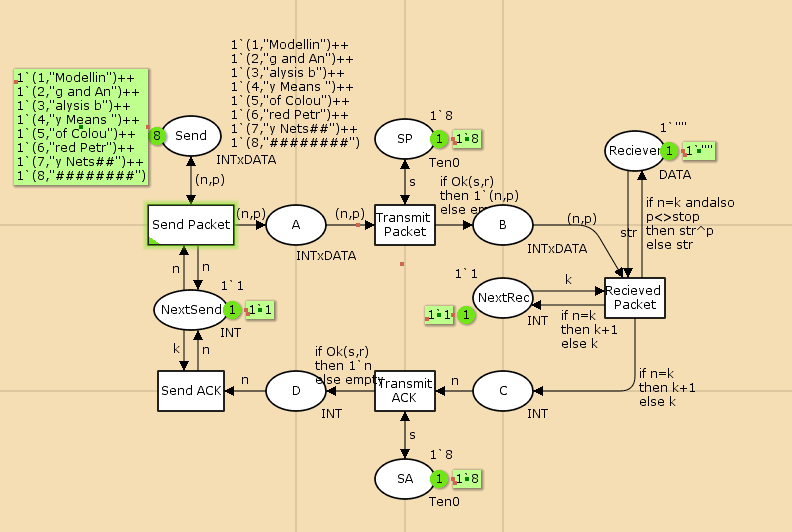 1`(1,"Modellin")++
1`(2,"g and An")++
1`(3,"alysis b")++
1`(4,"y Means ")++
1`(5,"of Colou")++
1`(6,"red Petr")++
1`(7,"y Nets##")++
1`(8,"########")
1`(1,"Modellin")++
1`(2,"g and An")++
1`(3,"alysis b")++
1`(4,"y Means ")++
1`(5,"of Colou")++
1`(6,"red Petr")++
1`(7,"y Nets##")++
1`(8,"########")
8
Send
INTxDATA
(n,p)
1`8
SP
1
1`8
Ten0
s
1`""
Reciever
1
1`""
DATA
if n=k andalso
p<>stop
then str^p
else str
str
Send Packet
(n,p)
A
INTxDATA
(n,p)
Transmit
Packet
if Ok(s,r)
then 1`(n,p)
else em
B
INTxDATA
(n,p)
n
n
1`1
NextSend
1
1`1
INT
1`1
NextRec
1`1
1
INT
k
if n=k
then k+1
else k
Recieved
Packet
k
n
if Ok(s,r)
then 1`n
else empty
Send ACK
n
D
INT
Transmit
ACK
n
C
INT
if n=k
then k+1
else k
s
1`8
SA
1
1`8
Ten0